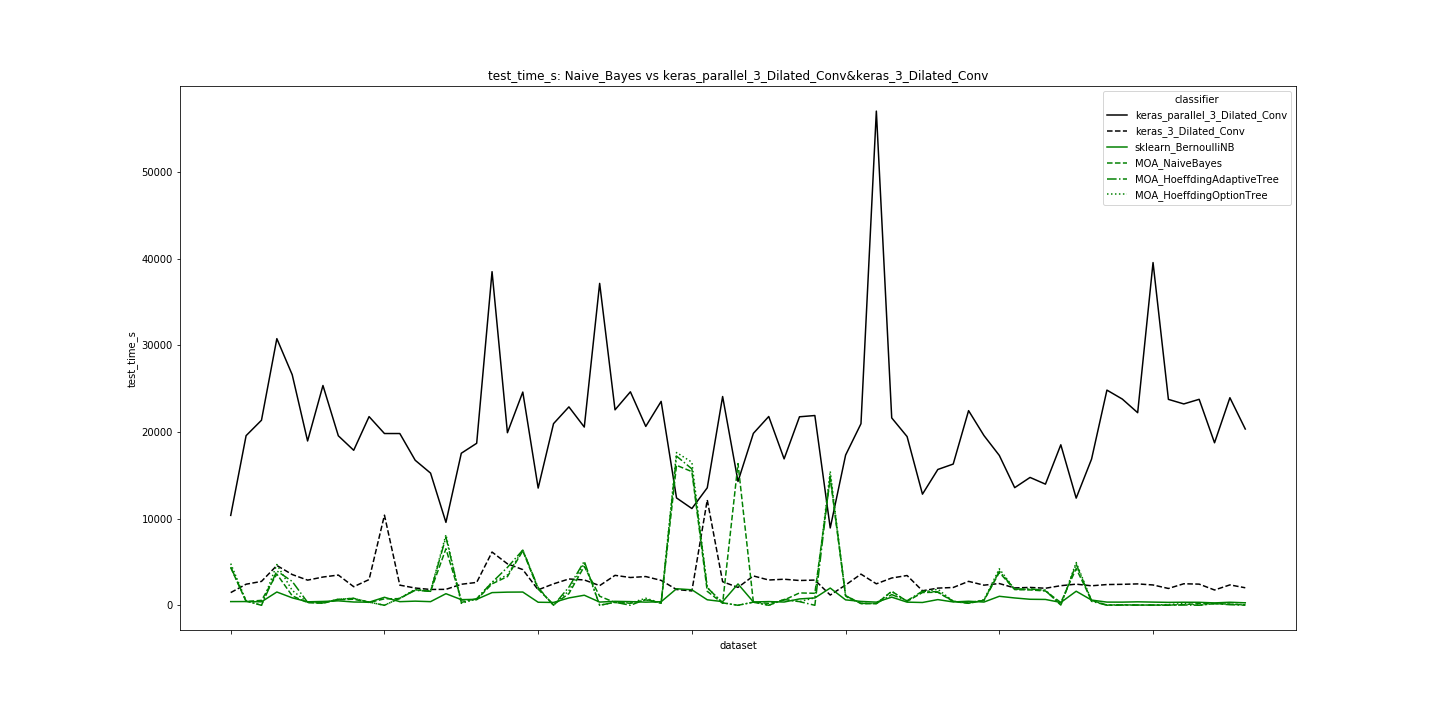 test_time_s: Naive_Bayes vs keras_parallel_3_Dilated_Conv&keras_3_Dilated_Conv
classifier
keras_parallel_3_Dilated_Conv
keras_3_Dilated_Conv
sklearn_BernoulliNB
MOA_NaiveBayes
MOA_HoeffdingAdaptiveTree
MOA_HoeffdingOptionTree
50000
40000
30000
20000
10000
0
test_time_s
dataset